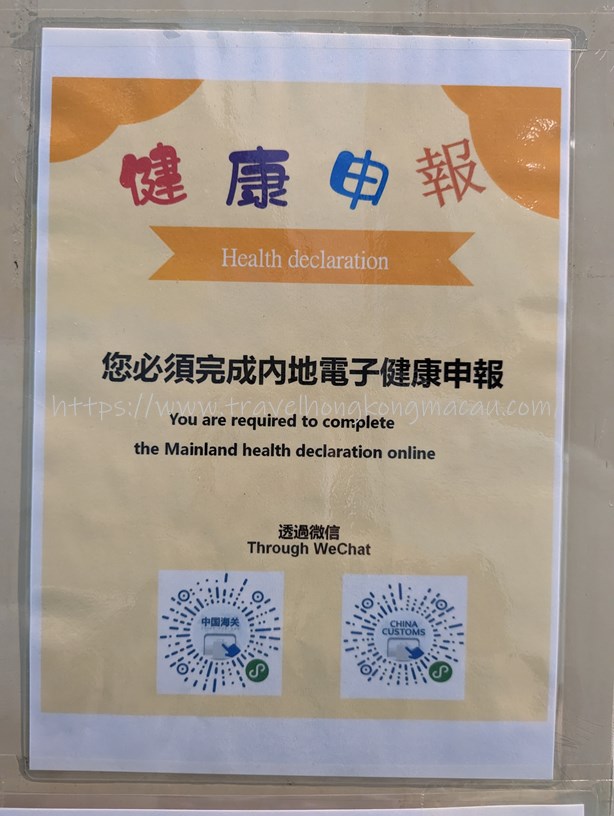 健康申報
Health declaration
您必須完成內地電子健康申報
https://www.travelhongkongmacau.com
You are required to complete
the Mainland health declaration online
透過微信
Through WeChat
中国海关
CHINA
CUSTOMS